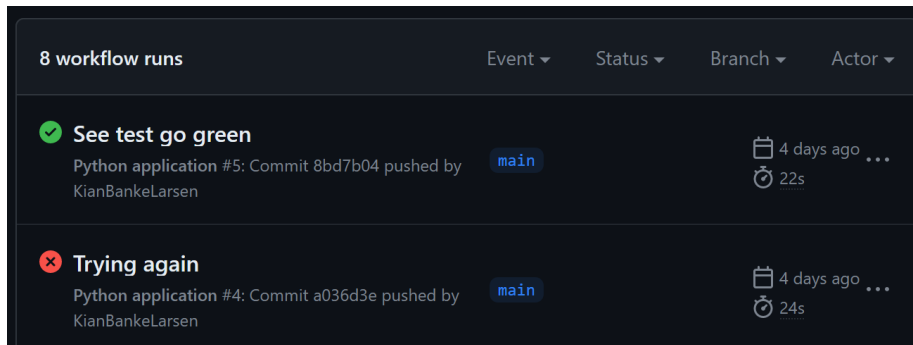 8 workflow runs Event Status Branch Actor
See test go green
Python application #5: Commit 8bd7b04 pushed by
KianBankeLarsen
main
4 days ago
22s
Trying again
Python application #4: Commit a036d3e pushed by
KianBankeLarsen
main
4 days ago
24s